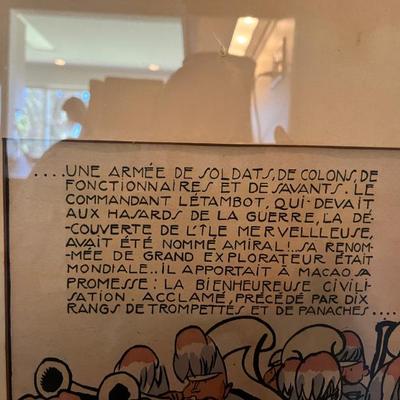 ....UNE ARMÉE DE SOLDATS, DE COLONS, DE
FONCTIONNAIRES ET DE SAVANTS. LE
COMMANDANT LÉTAMBOT, QUI DEVAIT
AUX HASARDS DE LA GUERRE, LA DÉ-
COUVERTE DE L'ÎLE MERVEILLEUSE,
AVAIT ÉTÉ NOMMÉ AMIRAL!.. SA RENOM-
MÉE DE GRAND EXPLORATEUR ÉTAIT
MONDIALE.. IL APPORTAIT À MACAO SA
PROMESSE: LA BIENHEUREUSE CIVILI-
SATION. ACCLAMÉ, PRÉCÉDÉ PAR DIX
RANGS DE TROMPETTES ET DE PANACHES....